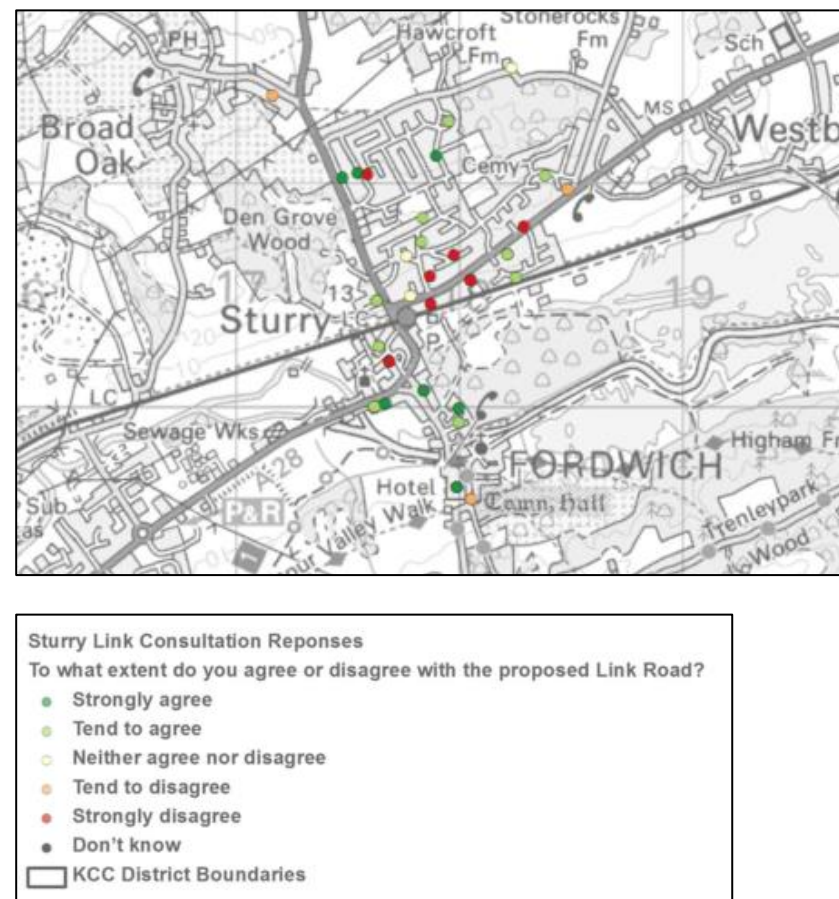 PH
Hawcroft
Fm
Stonerocks
Fm
Sch
Broad
Oak
MS
Westb
Cemy
Den Grove
Wood
17
13
19
Sturry
LC
P
LC
Sewage Wks
FORDWICH
Higham Fr
Sub
A 28
Hotel
Town Hall
P&R
our Valley Walk
Trenleypark
Wood
Sturry Link Consultation Reponses
To what extent do you agree or disagree with the proposed Link Road?
Strongly agree
Tend to agree
Neither agree nor disagree
Tend to disagree
Strongly disagree
Don't know
KCC District Boundaries